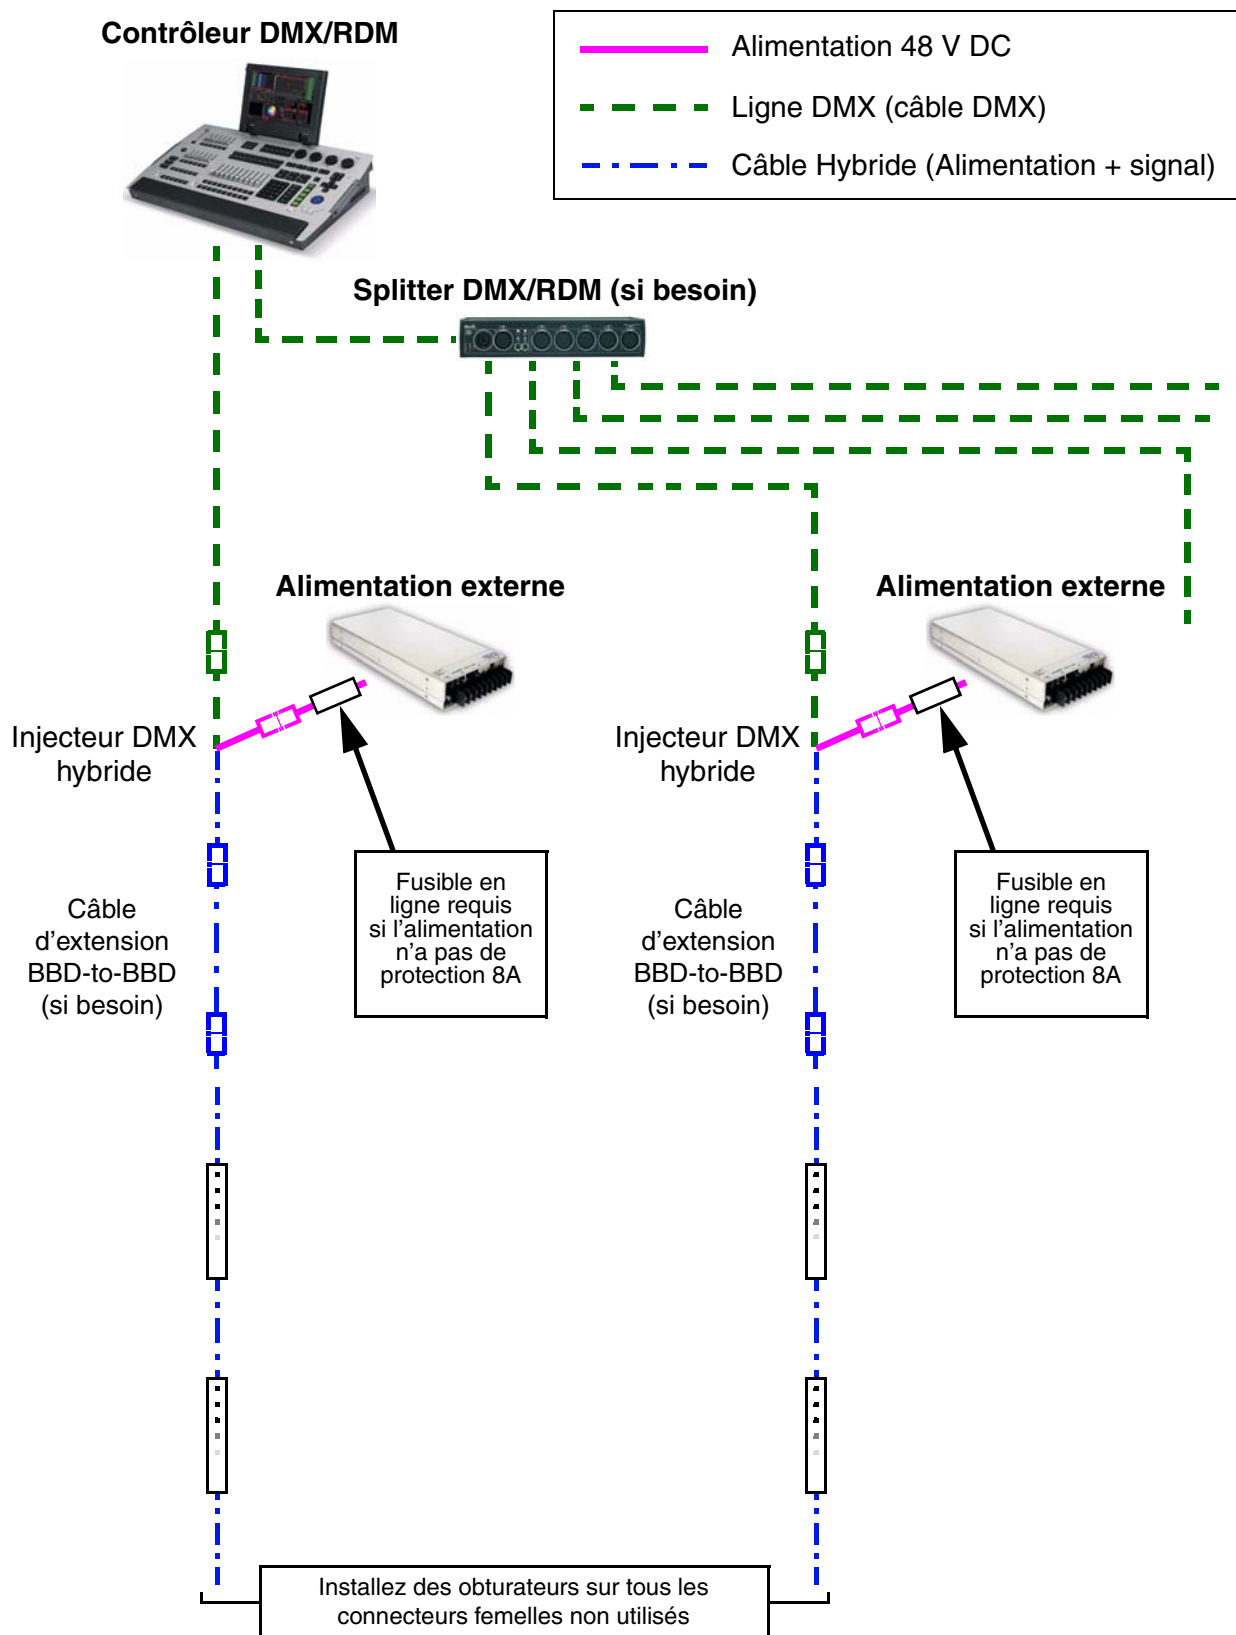 Contrôleur DMX/RDM
Alimentation 48 V DC
Ligne DMX (câble DMX)
Câble Hybride (Alimentation + signal)
Splitter DMX/RDM (si besoin)
Alimentation externe
Alimentation externe
Injecteur DMX
hybride
Injecteur DMX
hybride
Fusible en
ligne requis
si l’alimentation
n’a pas de
protection 8A
Fusible en
ligne requis
si l’alimentation
n’a pas de
protection 8A
Câble
d’extension
BBD-to-BBD
(si besoin)
Câble
d’extension
BBD-to-BBD
(si besoin)
Installez des obturateurs sur tous les
connecteurs femelles non utilisés